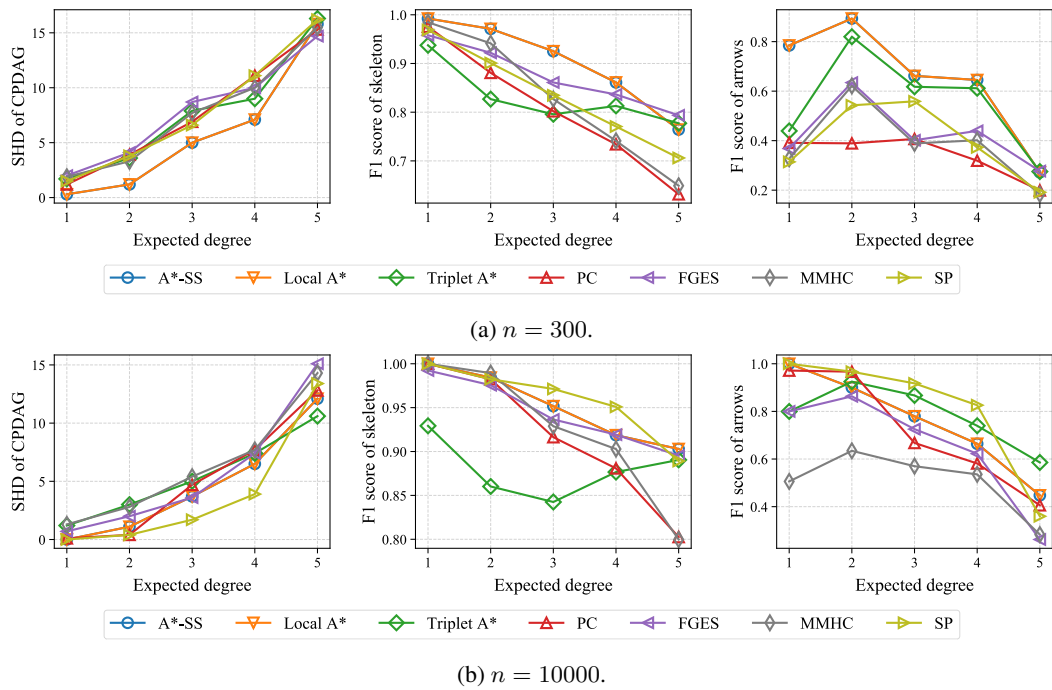 SHD of CPDAG
15
10
5
0
1 2 3 4 5
Expected degree
F1 score of skeleton
1.0
0.9
0.8
0.7
1 2 3 4 5
Expected degree
F1 score of arrows
0.8
0.6
0.4
0.2
1 2 3 4 5
Expected degree
A*-SS Local A* Triplet A* PC FGES MMHC SP
(a) n = 300.
SHD of CPDAG
15
10
5
0
1 2 3 4 5
Expected degree
F1 score of skeleton
1.00
0.95
0.90
0.85
0.80
1 2 3 4 5
Expected degree
F1 score of arrows
1.0
0.8
0.6
0.4
1 2 3 4 5
Expected degree
A*-SS Local A* Triplet A* PC FGES MMHC SP
(b) n = 10000.